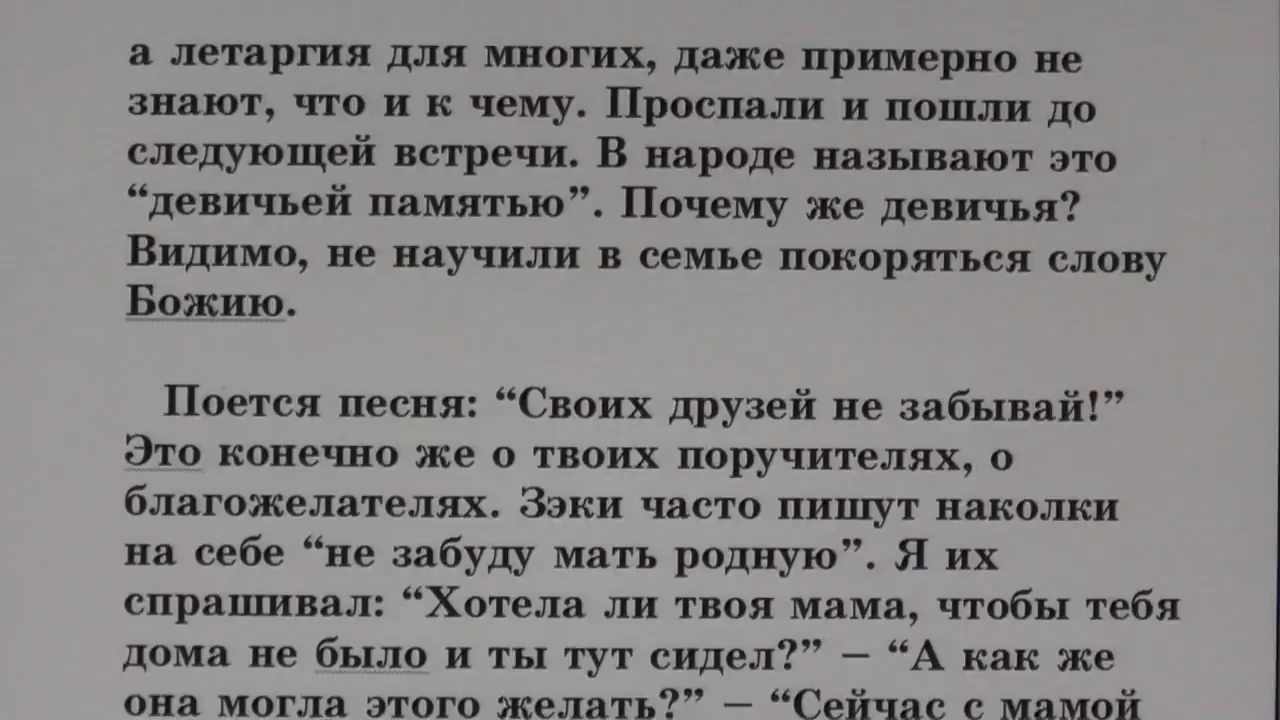 а летаргия для многих, даже примерно не
знают, что и к чему. Проспали и пошли до
следующей встречи. В народе называют это
“девичьей памятью”. Почему же девичья?
Видимо, не научили в семье покоряться слову
Божию.
Поется песня: “Своих друзей не забывай!”
Это конечно же о твоих поручителях, о
благожелателях. Зэки часто пишут наколки
на себе “не забуду мать родную”. Я их
спрашивал: “Хотела ли твоя мама, чтобы тебя
дома не было и ты тут сидел?” – “А как же
она могла этого желать?” – “Сейчас с мамой